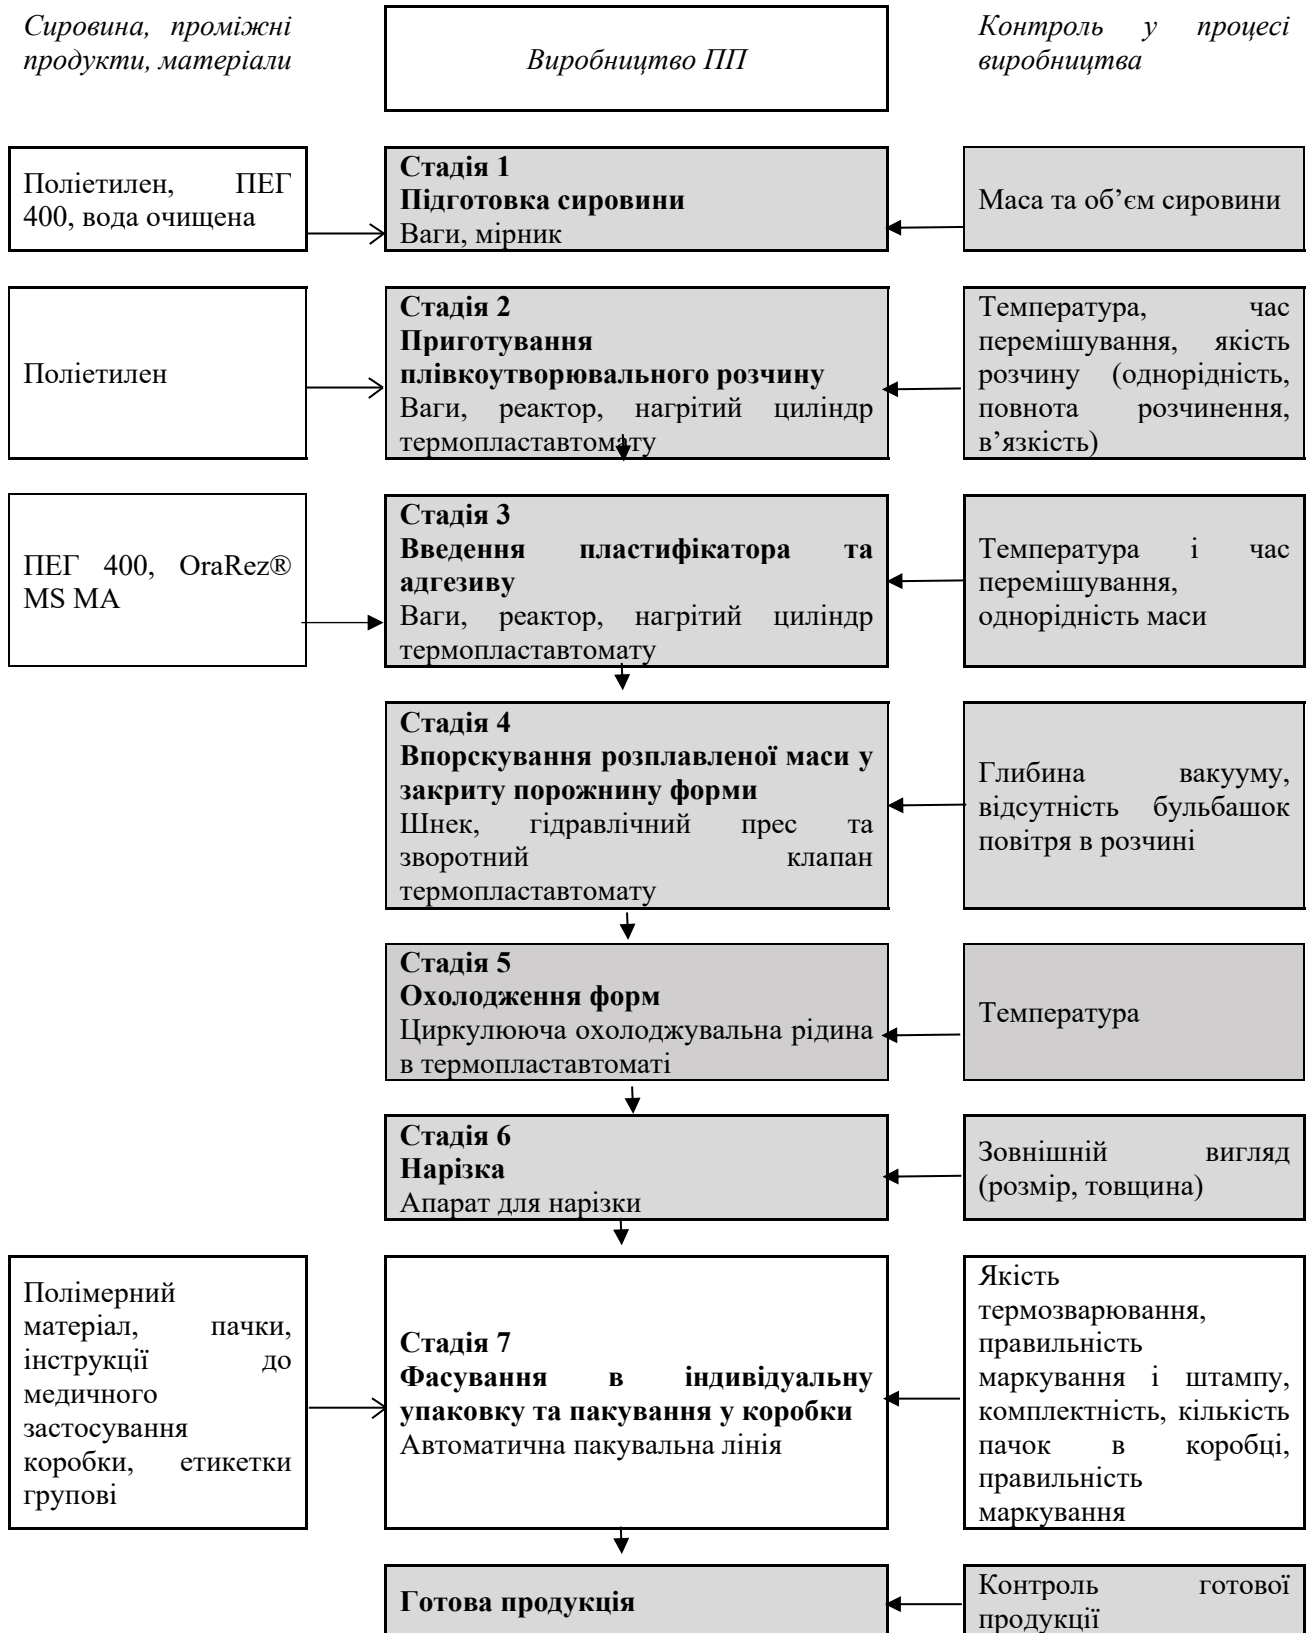 Сировина, проміжні
продукти, матеріали
Виробництво ПП
Контроль у процесі
виробництва
Поліетилен, ПЕГ
400, вода очищена
Стадія 1
Підготовка сировини
Ваги, мірник
Маса та об’єм сировини
Поліетилен
Стадія 2
Приготування
плівкоутворювального розчину
Ваги, реактор, нагрітий циліндр
термопластавтомату
Температура, час
перемішування, якість
розчину (однорідність,
повнота розчинення,
в’язкість)
ПЕГ 400, OraRez®
MS MA
Стадія 3
Введення пластифікатора та
адгезиву
Ваги, реактор, нагрітий циліндр
термопластавтомату
Температура і час
перемішування,
однорідність маси
Стадія 4
Впорскування розплавленої маси у
закриту порожнину форми
Шнек, гідравлічний прес та
зворотний клапан
термопластавтомату
Глибина вакууму,
відсутність бульбашок
повітря в розчині
Стадія 5
Охолодження форм
Циркулююча охолоджувальна рідина
в термопластавтоматі
Температура
Стадія 6
Нарізка
Апарат для нарізки
Зовнішній вигляд
(розмір, товщина)
Полімерний
матеріал, пачки,
інструкції до
медичного
застосування
коробки, етикетки
групові
Стадія 7
Фасування в індивідуальну
упаковку та пакування у коробки
Автоматична пакувальна лінія
Якість
термозварювання,
правильність
маркування і штампу,
комплектність, кількість
пачок в коробці,
правильність
маркування
Готова продукція
Контроль готової
продукції